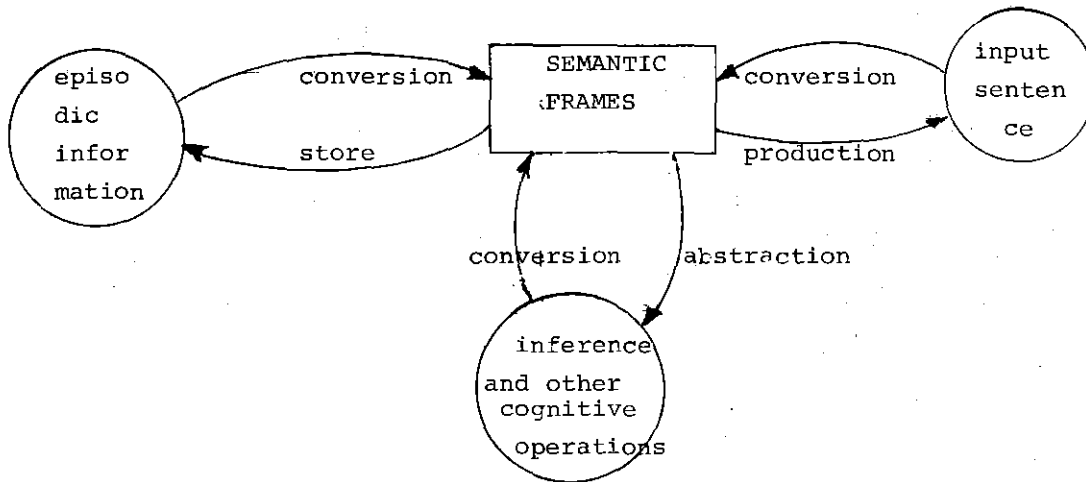 episo
dic
infor
mation
conversion
store
SEMANTIC
FRAMES
conversion
production
input
senten
ce
conversion
abstraction
inference
and other
cognitive
operations